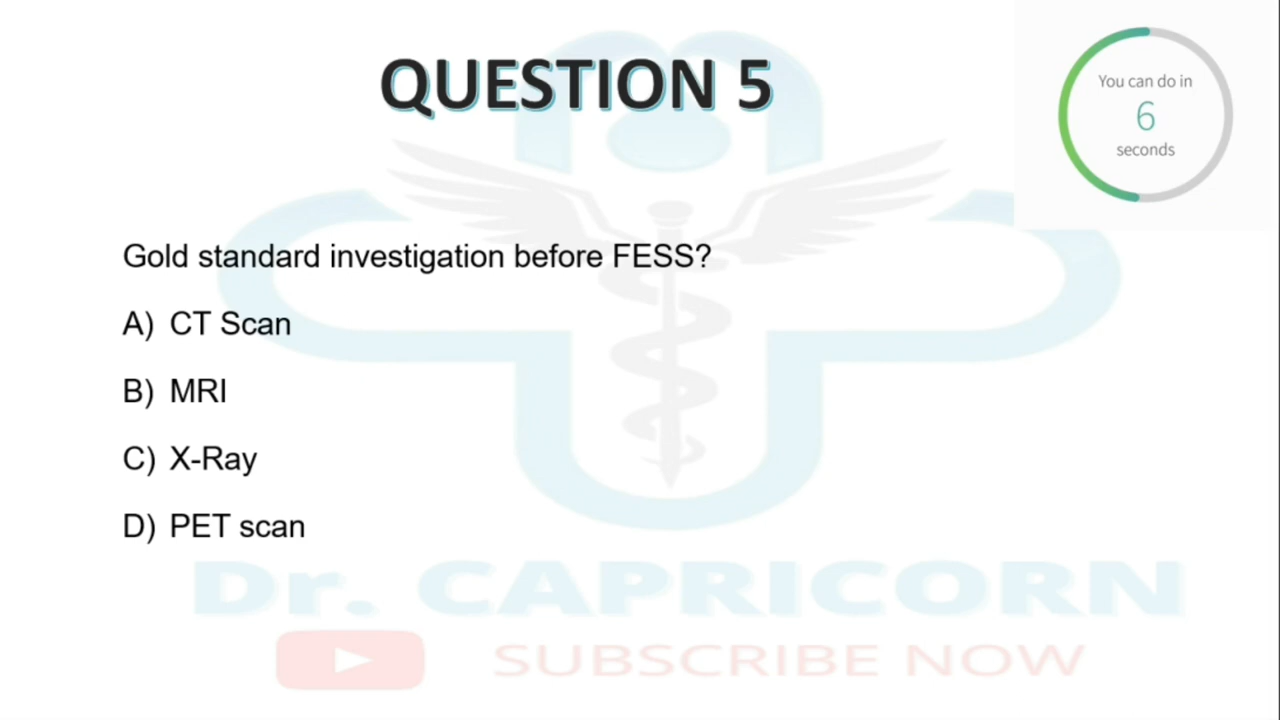 QUESTION 5
You can do in
6
seconds
Gold standard investigation before FESS?
A) CT Scan
B) MRI
C) X-Ray
D) PET scan
Dr. CAPRICORN
SUBSCRIBE NOW